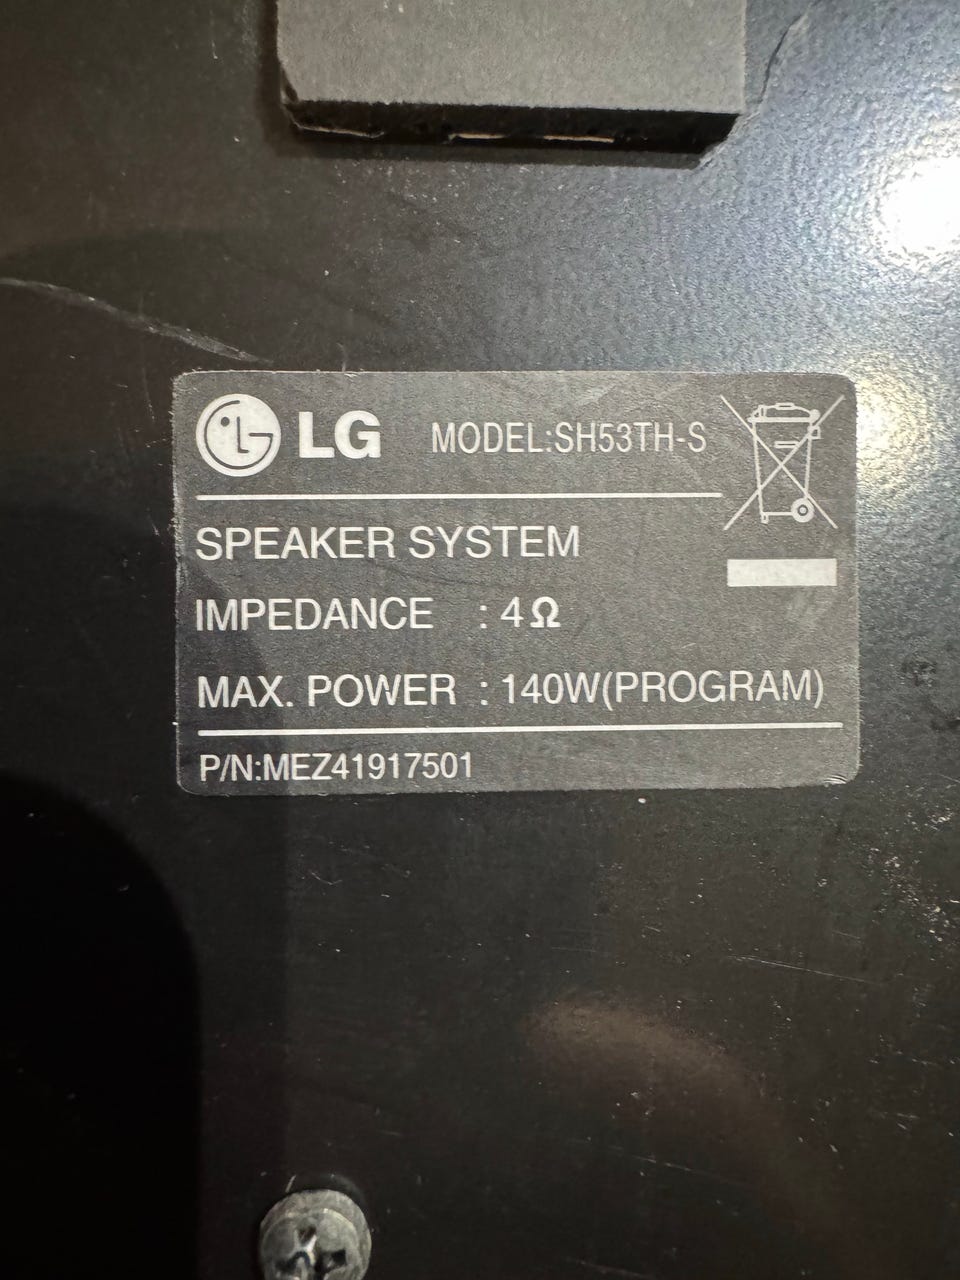 LG MODEL:SH53TH-S
SPEAKER SYSTEM
IMPEDANCE : 4Ω
MAX. POWER : 140W(PROGRAM)
P/N:MEZ41917501